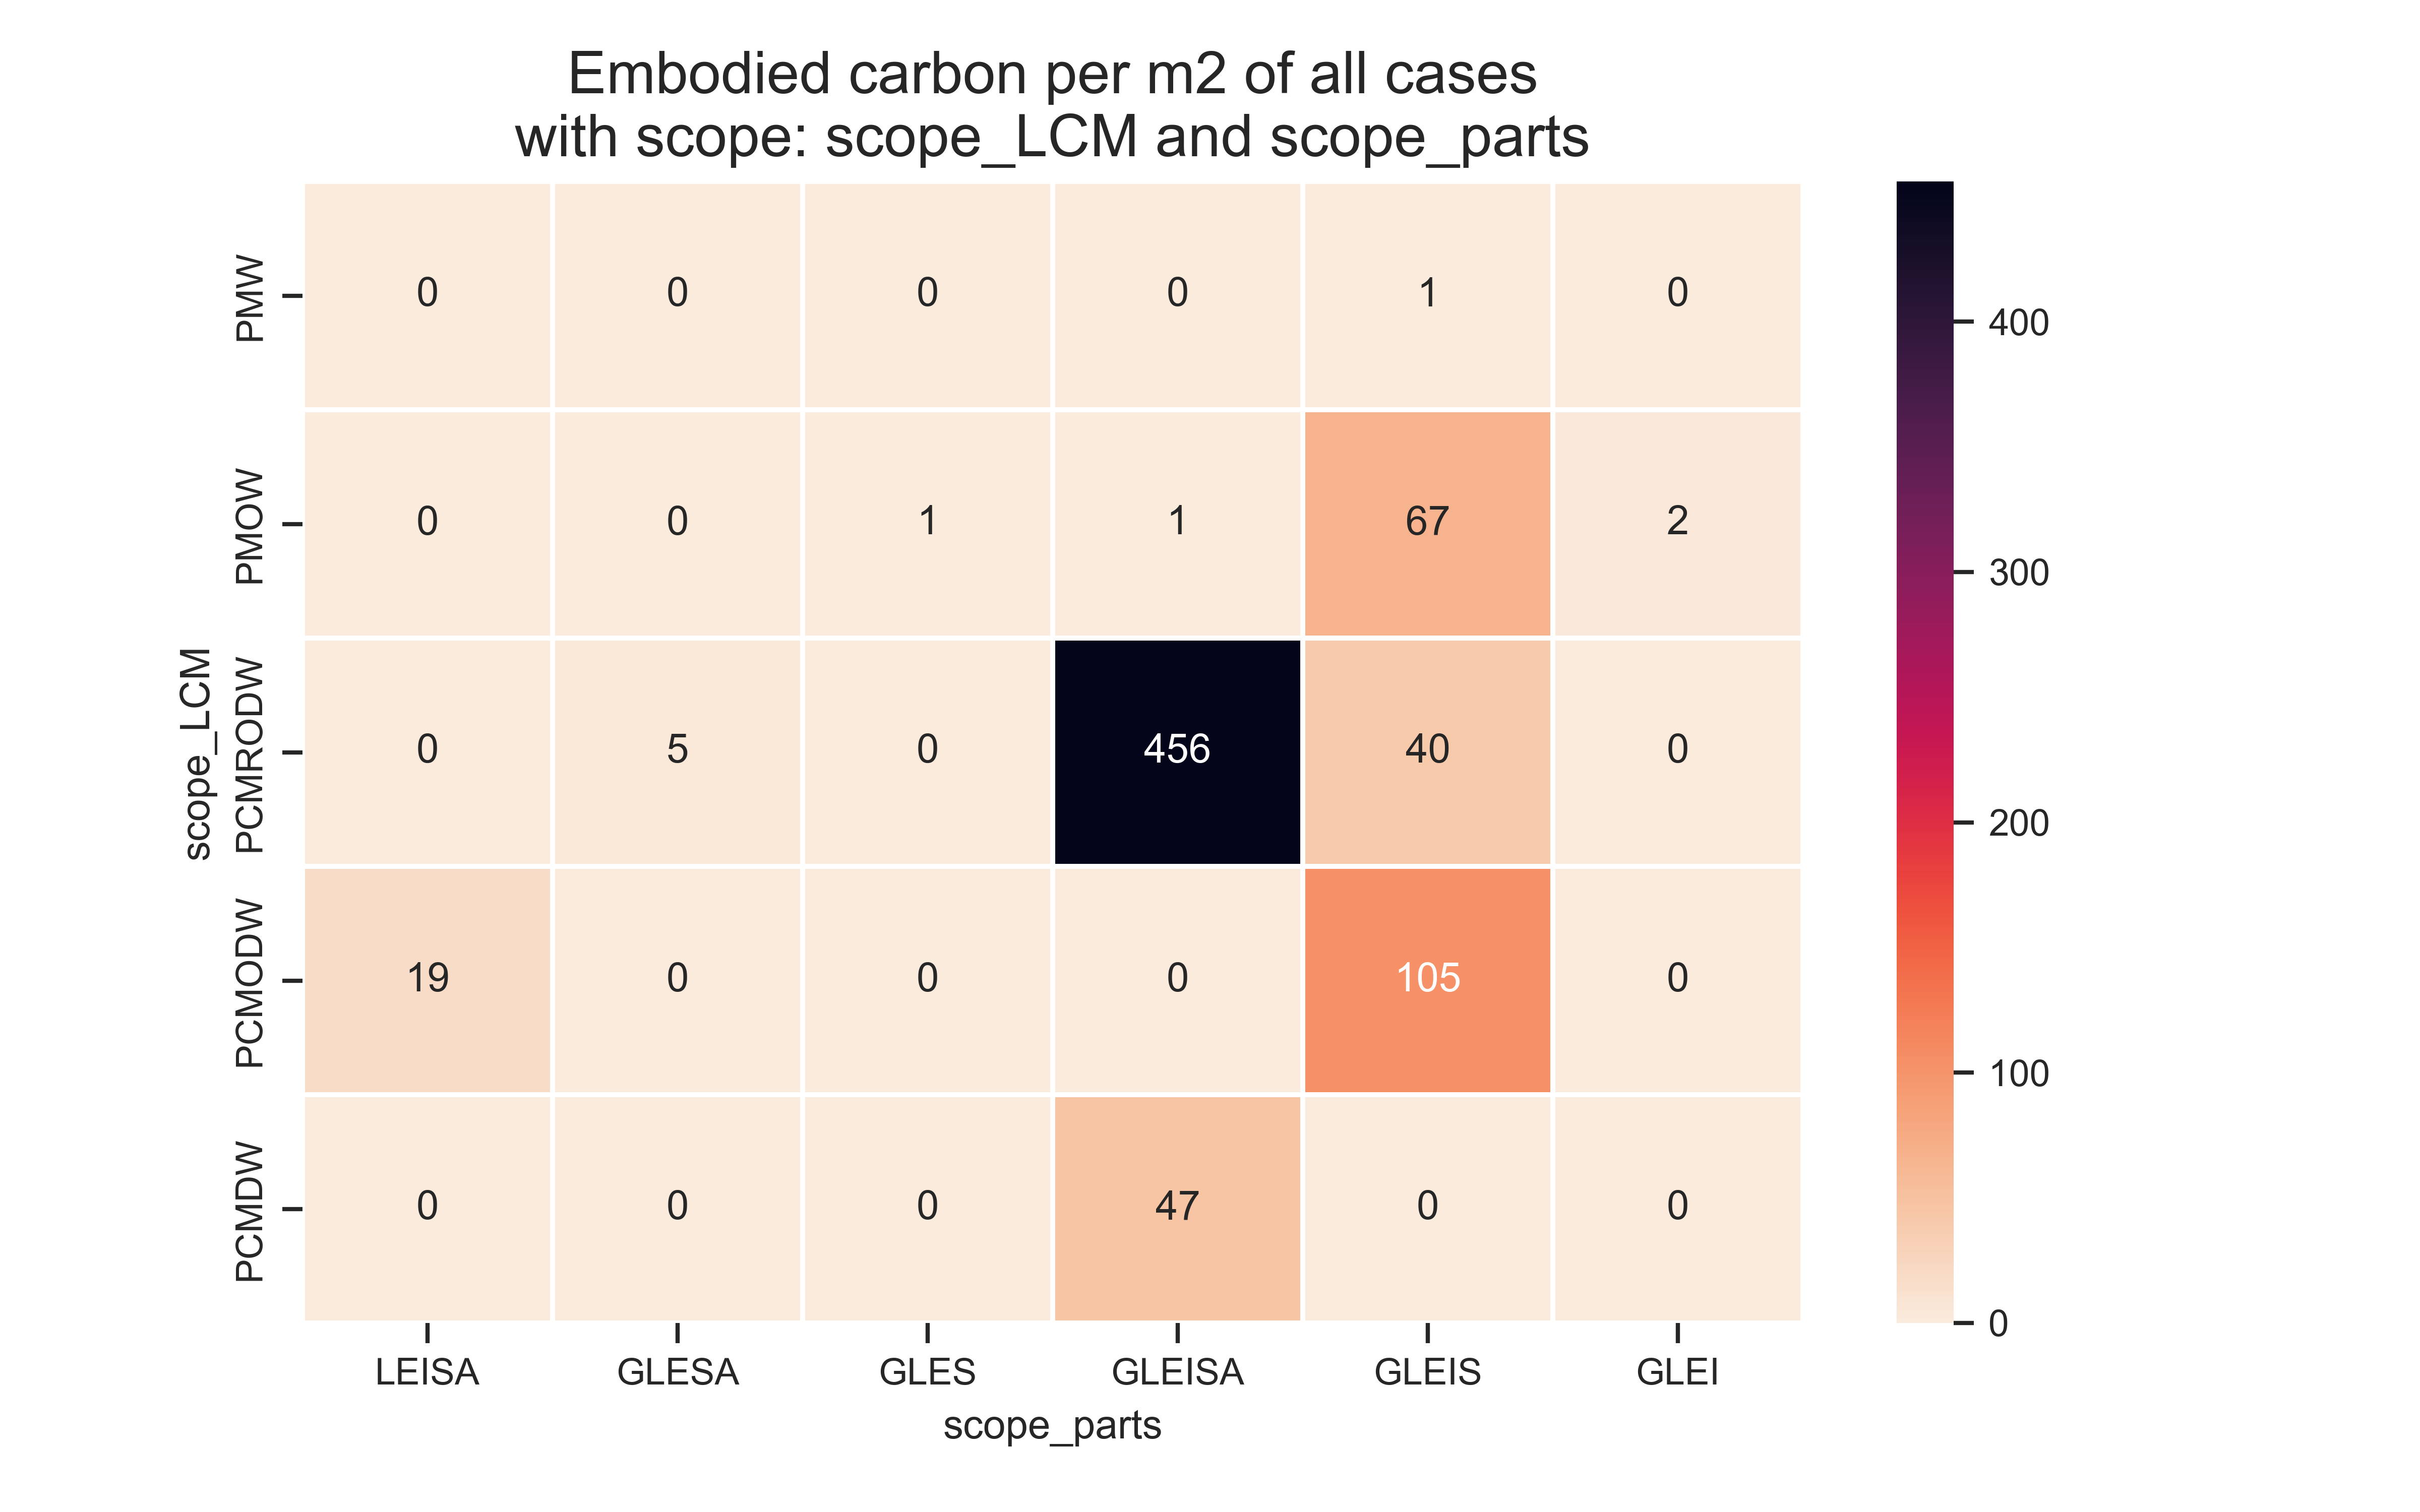 Embodied carbon per m2 of all cases
with scope: scope_LCM and scope_parts
scope_LCM
PMW
0 0 0 0 1 0
PMOW
0 0 1 1 67 2
PCMRODW
0 5 0 456 40 0
PCMODW
19 0 0 0 105 0
PCMDW
0 0 0 47 0 0
LEISA GLESA GLES GLEISA GLEIS GLEI
scope_parts
400
300
200
100
0